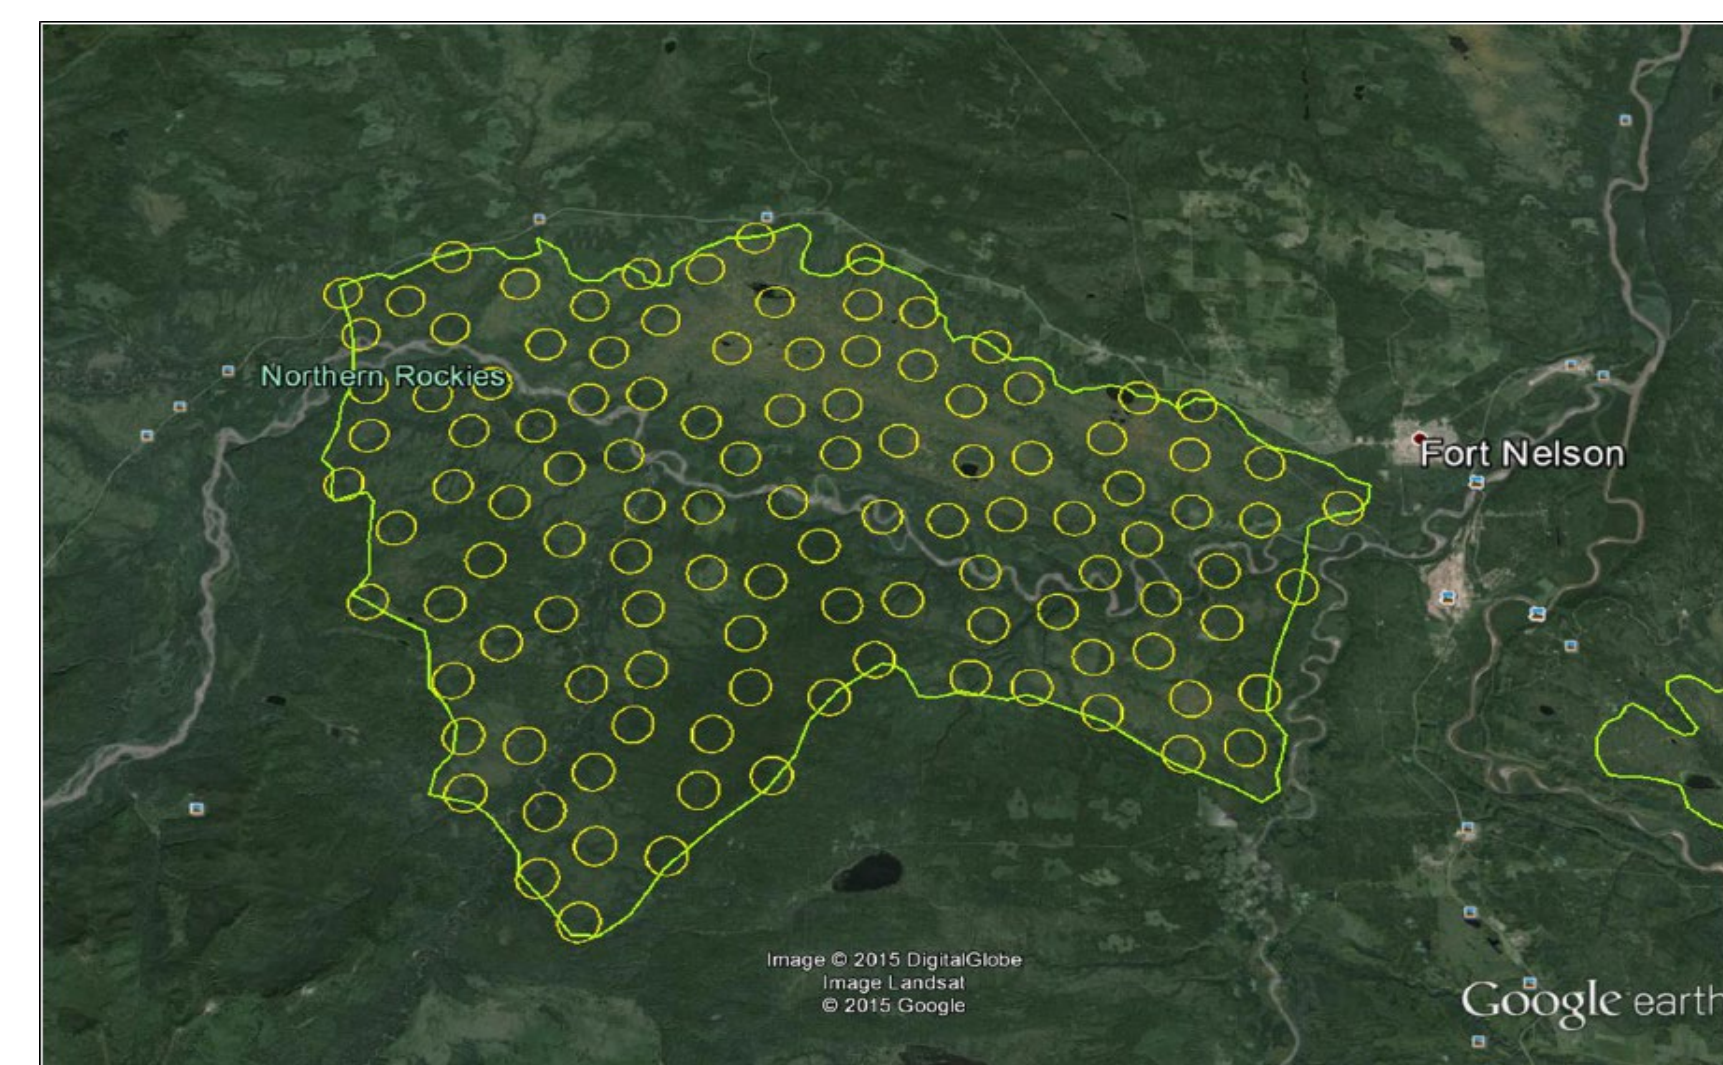 Northern Rockies
Fort Nelson
Image © 2015 DigitalGlobe
Image Landsat
© 2015 Google
Google earth